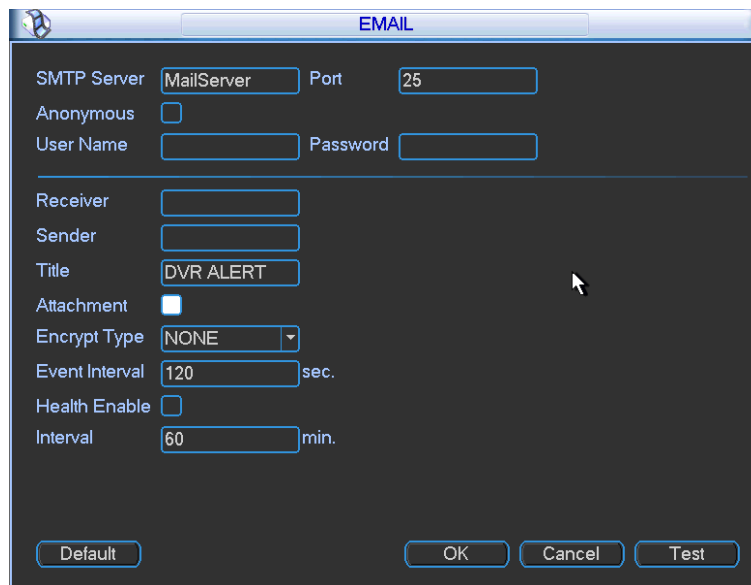 EMAIL
SMTP Server MailServer Port 25
Anonymous
User Name Password
Receiver
Sender
Title DVR ALERT
Attachment
Encrypt Type NONE
Event Interval 120 sec.
Health Enable
Interval 60 min.
Default OK Cancel Test